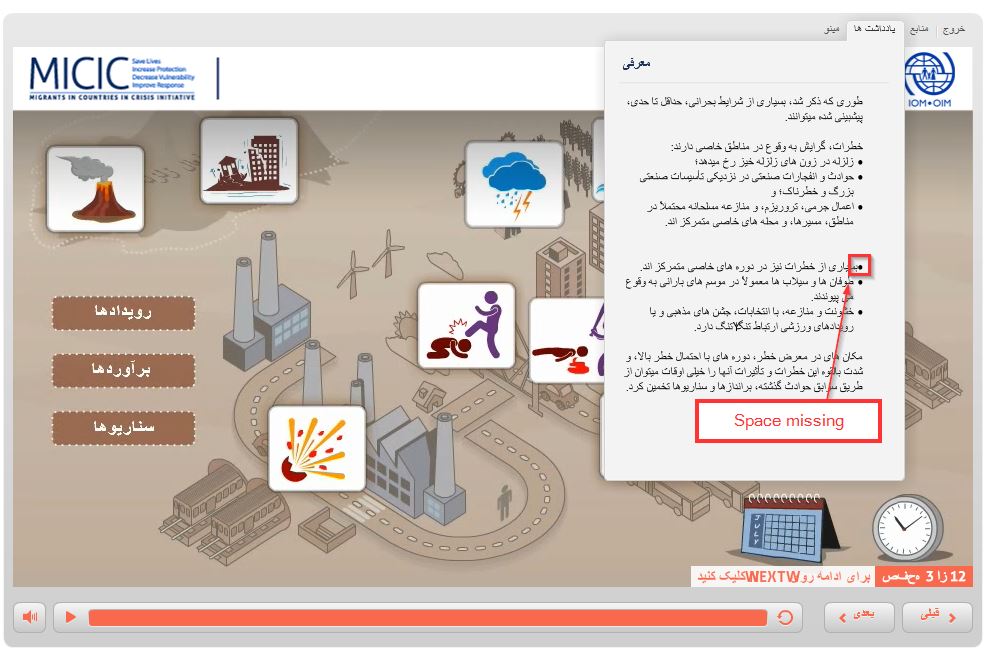 خروج
منابع
یادداشت ها
مینو
MICIC
Save Lives
Increase Protection
Decrease Vulnerability
Improve Response
MIGRANTS IN COUNTRIES IN CRISIS INITIATIVE
IOM•OIM
معرفی
طوری که ذکر شد، بسیاری از شرایط بحرانی، حداقل تا حدی،
پیشبینی شده میتوانند.
خطرات، گرایش به وقوع در مناطق خاصی دارند:
• زلزله در زون های زلزله خیز رخ میدهد؛
• حوادث و انفجارات صنعتی در نزدیکی تأسیسات صنعتی
بزرگ و خطرناک؛ و
• اعمال جرمی، تروریزم، و منازعه مسلحانه محتملاً در
مناطق، مسیرها، و محله های خاصی متمرکز اند.
•بسیاری از خطرات نیز در دوره های خاصی متمرکز اند.
• طوفان ها و سیلاب ها معمولاً در موسم های بارانی به وقوع
می پیوندند.
• خشونت و منازعه، با انتخابات، جشن های مذهبی و یا
رویدادهای ورزشی ارتباط تنگاتنگ دارد.
مکان های در معرض خطر، دوره های با احتمال خطر بالا، و
شدت بالقوه این خطرات و تأثیرات آنها را خیلی اوقات میتوان از
طریق سوابق حوادث گذشته، براندازها و سناریوها تخمین کرد.
Space missing
رویدادها
برآوردها
سناریوها
JULY
12 زا 3 ‌هحفص
برای ادامه روی NEXT کلیک کنید
قبلی
بعدی